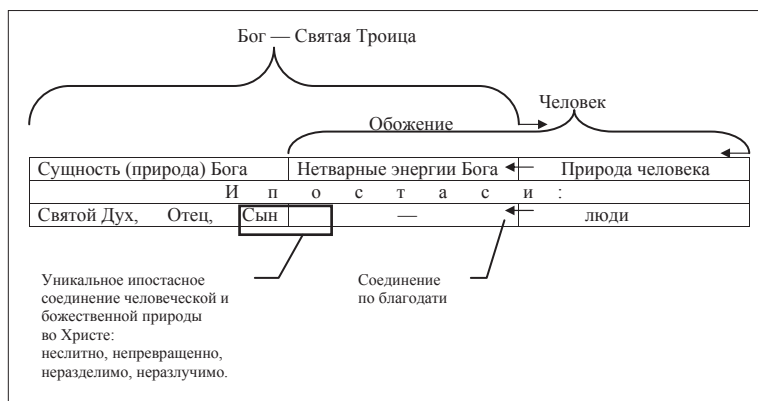 Бог — Святая Троица
Человек
Обожение
Сущность (природа) Бога Нетварные энергии Бога Природа человека
И п о с т а с и :
Святой Дух, Отец, Сын — люди
Уникальное ипостасное
соединение человеческой и
божественной природы
во Христе:
неслитно, непревращенно,
неразделимо, неразлучимо.
Соединение
по благодати